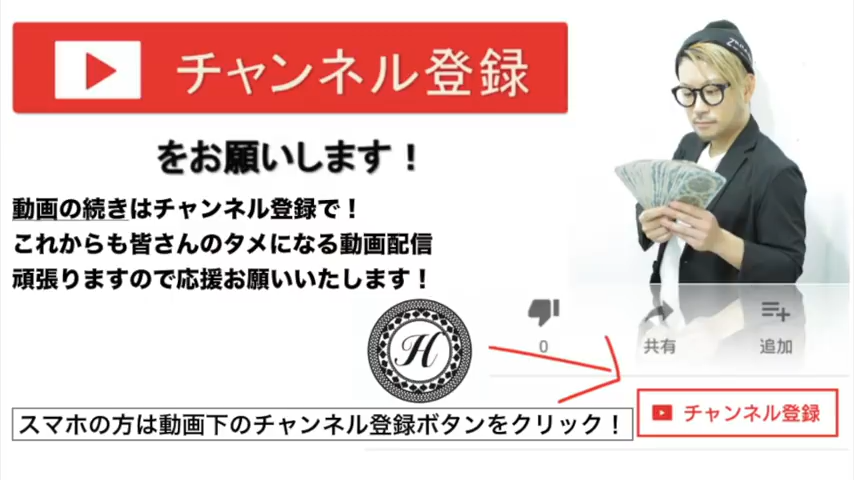 チャンネル登録
をお願いします！
動画の続きはチャンネル登録で！
これからも皆さんのタメになる動画配信
頑張りますので応援お願いいたします！
H
0
共有
追加
チャンネル登録
スマホの方は動画下のチャンネル登録ボタンをクリック！